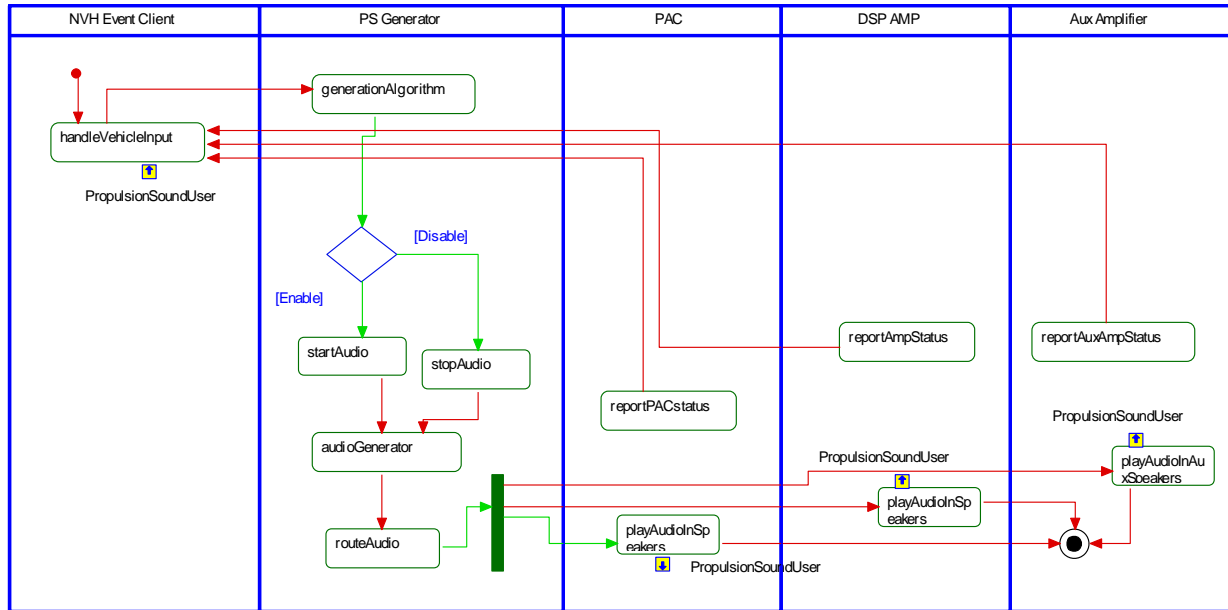 NVH Event Client
PS Generator
PAC
DSP AMP
Aux Amplifier
generationAlgorithm
handleVehicleInput
PropulsionSoundUser
[Disable]
[Enable]
startAudio
stopAudio
reportAmpStatus
reportAuxAmpStatus
reportPACstatus
PropulsionSoundUser
audioGenerator
PropulsionSoundUser
playAudioInAu
xSpeakers
playAudioInSp
eakers
routeAudio
playAudioInSp
eakers
PropulsionSoundUser